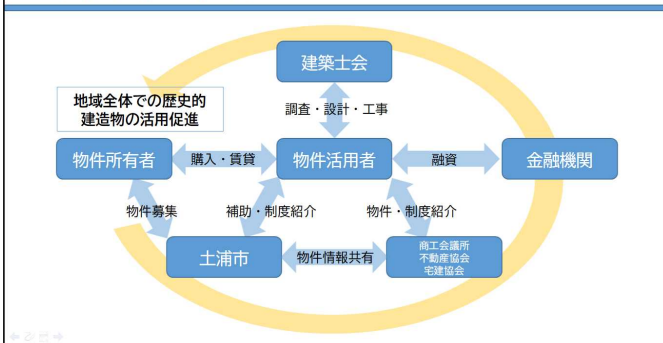 建築士会
地域全体での歴史的
建造物の活用促進
調査・設計・工事
物件所有者
購入・賃貸
物件活用者
融資
金融機関
物件募集
補助・制度紹介
物件・制度紹介
土浦市
物件情報共有
商工会議所
不動産協会
宅建協会